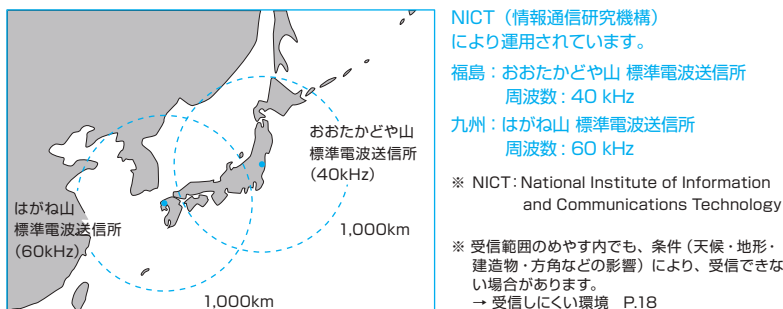 おおたかどや山
標準電波送信所
(40kHz)
はがね山
標準電波送信所
(60kHz)
1,000km
1,000km
NICT(情報通信研究機構)
により運用されています。
福島:おおたかどや山 標準電波送信所
周波数:40 kHz
九州:はがね山 標準電波送信所
周波数:60 kHz
※ NICT:National Institute of Information
and Communications Technology
※ 受信範囲のめやす内でも、条件(天候・地形・
建造物・方角などの影響)により、受信できな
い場合があります。
→ 受信しにくい環境 P.18